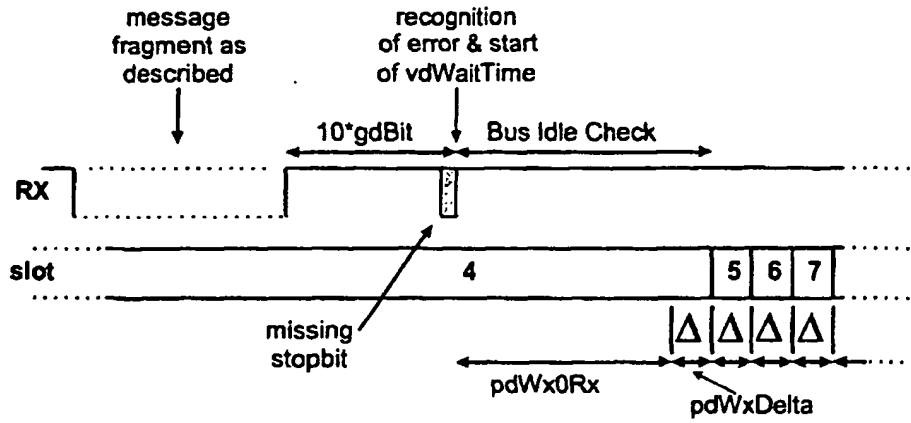 message
fragment as
described
recognition
of error & start
of vdWaitTime
10*gdBit
Bus Idle Check
RX
slot
4
5
6
7
missing
stopbit
Δ
Δ
Δ
Δ
pdWx0Rx
pdWxDelta